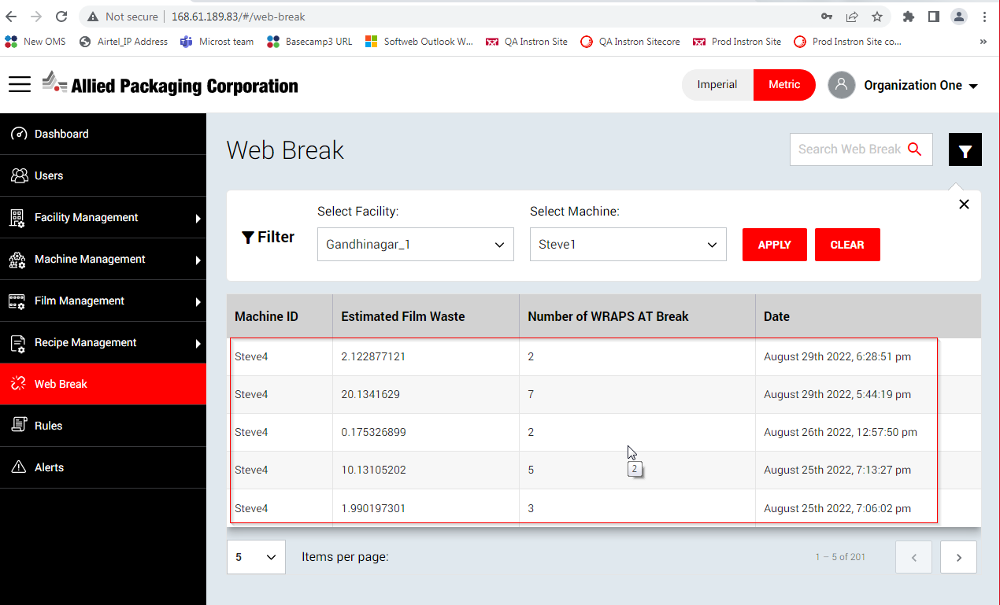 Not secure | 168.61.189.83/#/web-break
New OMS Airtel_IP Address Microst team Basecamp3 URL Softweb Outlook W... QA Instron Site QA Instron Sitecore Prod Instron Site Prod Instron Site co... »
Allied Packaging Corporation
Imperial Metric Organization One
Dashboard
Users
Facility Management
Machine Management
Film Management
Recipe Management
Web Break
Rules
Alerts
Web Break
Search Web Break
Filter
Select Facility: Select Machine:
Gandhinagar_1 Steve1 APPLY CLEAR
Machine ID Estimated Film Waste Number of WRAPS AT Break Date
Steve4 2.122877121 2 August 29th 2022, 6:28:51 pm
Steve4 20.1341629 7 August 29th 2022, 5:44:19 pm
Steve4 0.175326899 2 August 26th 2022, 12:57:50 pm
2
Steve4 10.13105202 5 August 25th 2022, 7:13:27 pm
Steve4 1.990197301 3 August 25th 2022, 7:06:02 pm
5 Items per page: 1 – 5 of 201